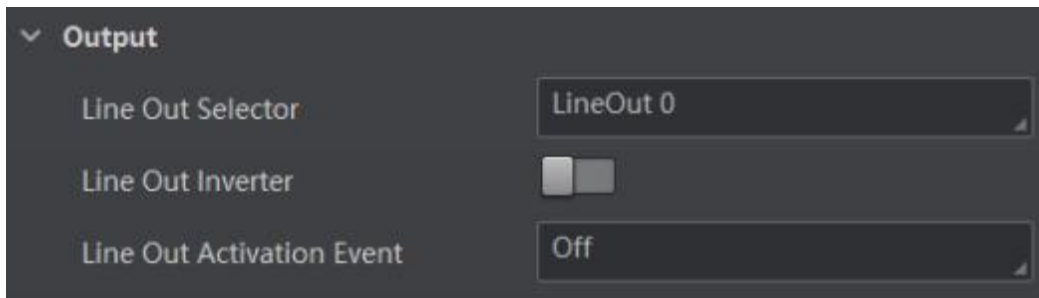 Output
Line Out Selector LineOut 0
Line Out Inverter
Line Out Activation Event Off